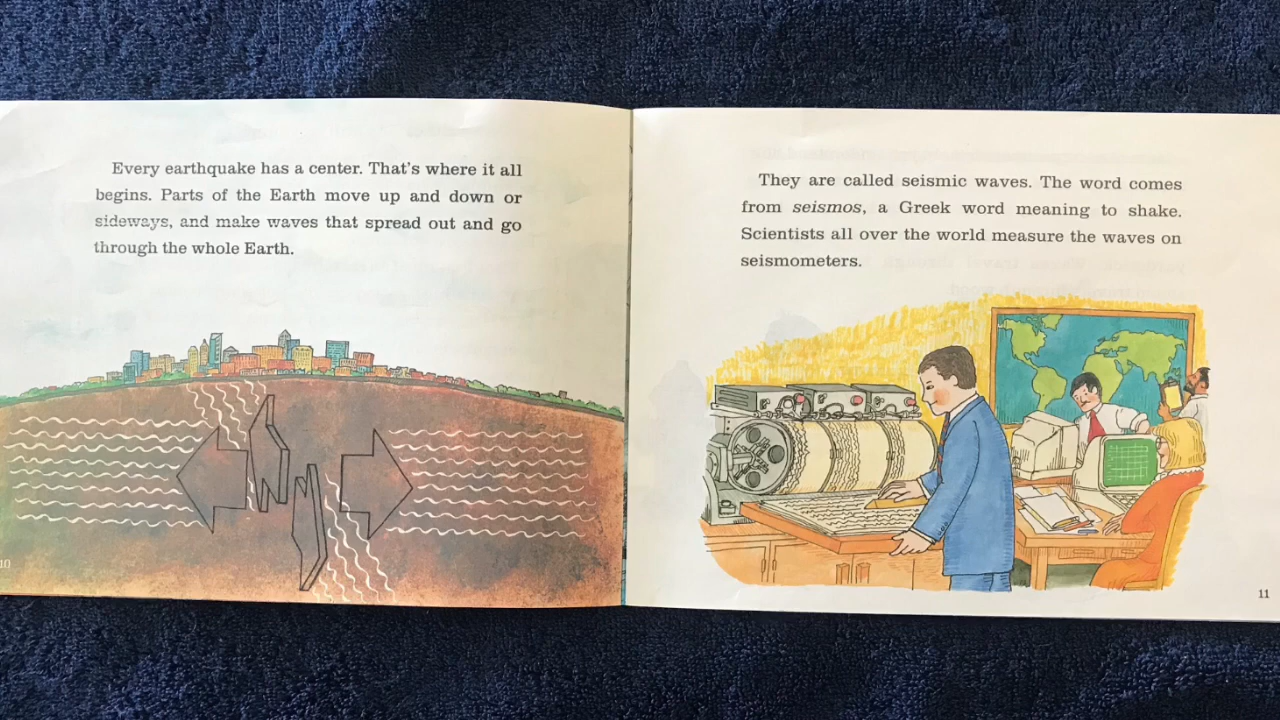 Every earthquake has a center. That's where it all
begins. Parts of the Earth move up and down or
sideways, and make waves that spread out and go
through the whole Earth.
10
They are called seismic waves. The word comes
from seismos, a Greek word meaning to shake.
Scientists all over the world measure the waves on
seismometers.
11